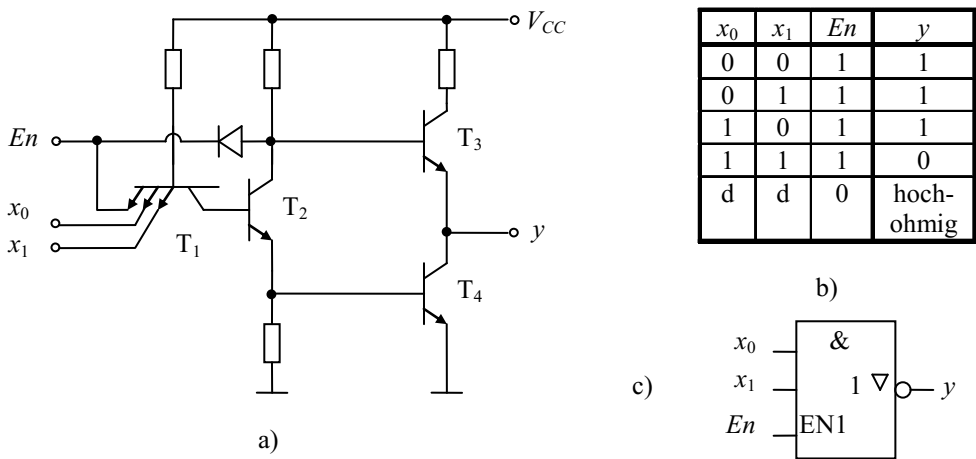 V_CC
En
x_0
x_1
T_1
T_2
T_3
T_4
y
a)
x_0 x_1 En y
0 0 1 1
0 1 1 1
1 0 1 1
1 1 1 0
d d 0 hoch-
ohmig
b)
c)
x_0 &
x_1 1 ▽ y
En EN1